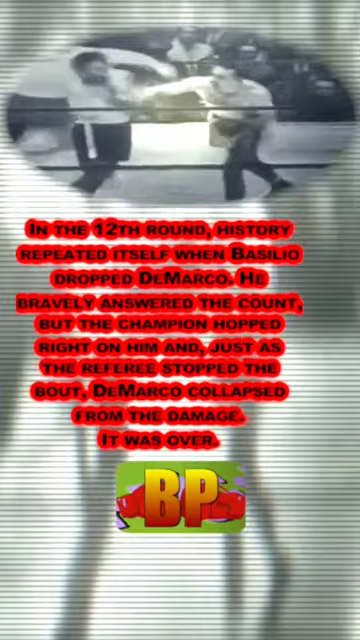 In the 12th round, history
repeated itself when Basilio
dropped DeMarco. He
bravely answered the count,
but the champion hopped
right on him and, just as
the referee stopped the
bout, DeMarco collapsed
from the damage.
It was over.
BP